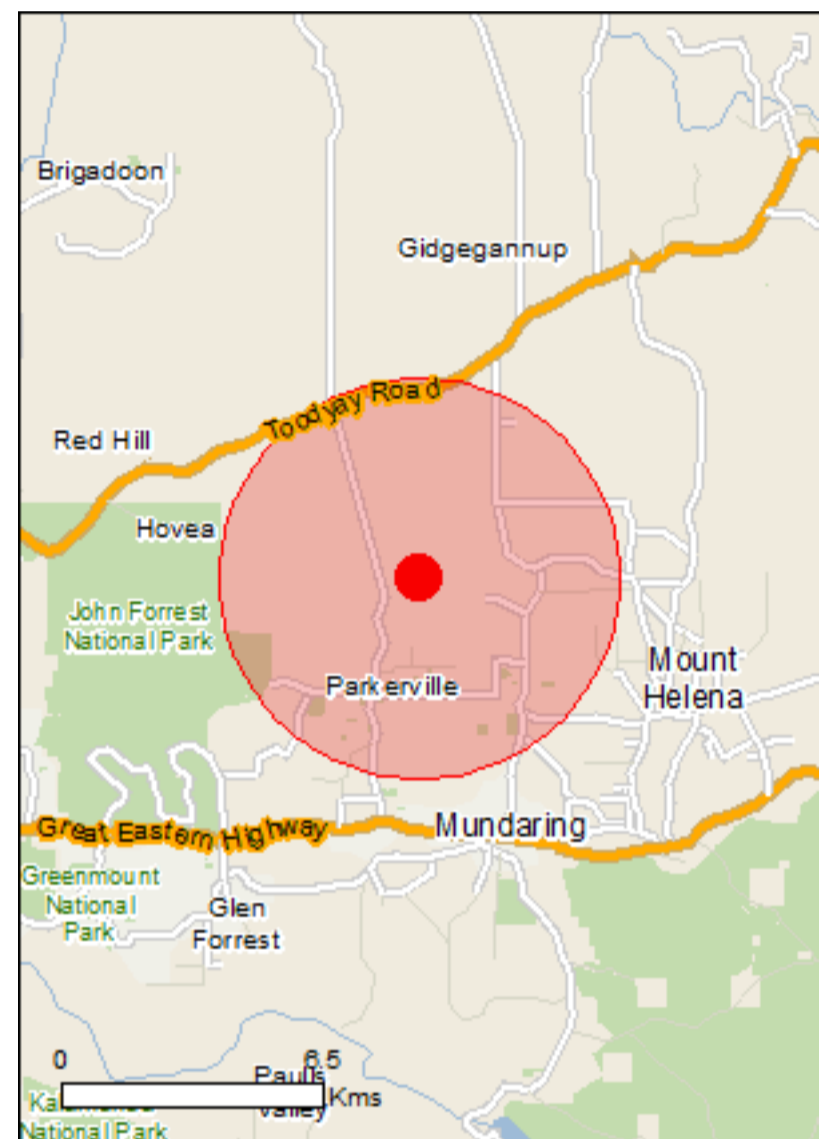 Brigadoon
Gidgegannup
Toodyay Road
Red Hill
Hovea
John Forrest
National Park
Mount
Helena
Parkerville
Great Eastern Highway
Mundaring
Greenmount
National
Park
Glen
Forrest
0
6.5
Paulls
Valley
Kms
National Park